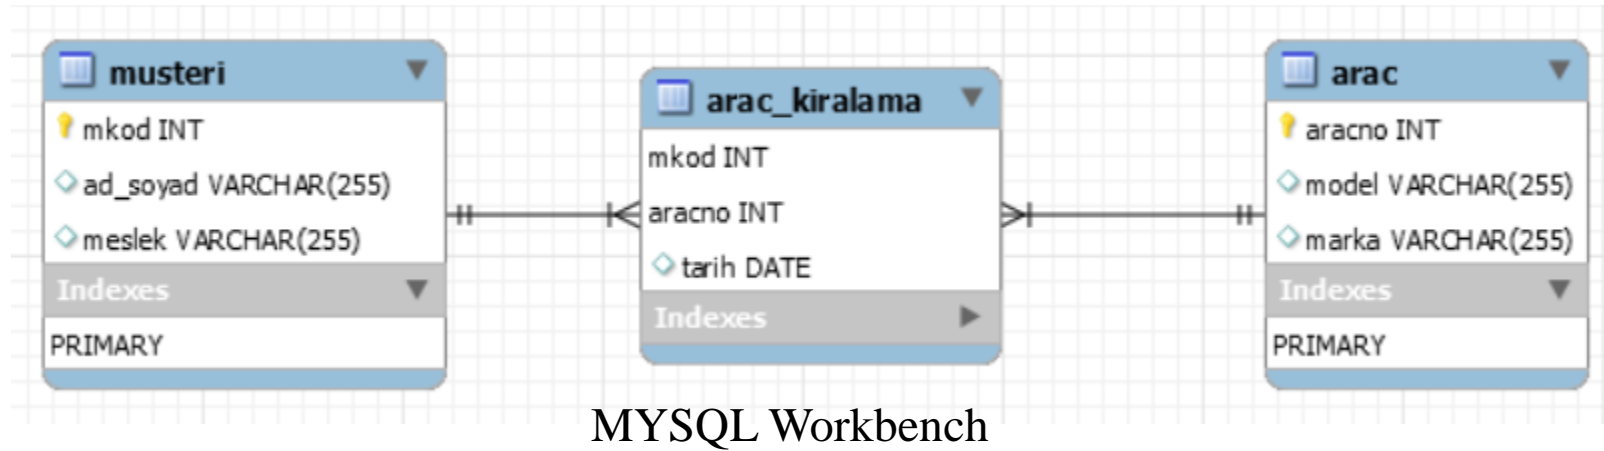 musteri
mkod INT
ad_soyad VARCHAR(255)
meslek VARCHAR(255)
Indexes
PRIMARY
arac_kiralama
mkod INT
aracno INT
tarih DATE
Indexes
arac
aracno INT
model VARCHAR(255)
marka VARCHAR(255)
Indexes
PRIMARY
MYSQL Workbench